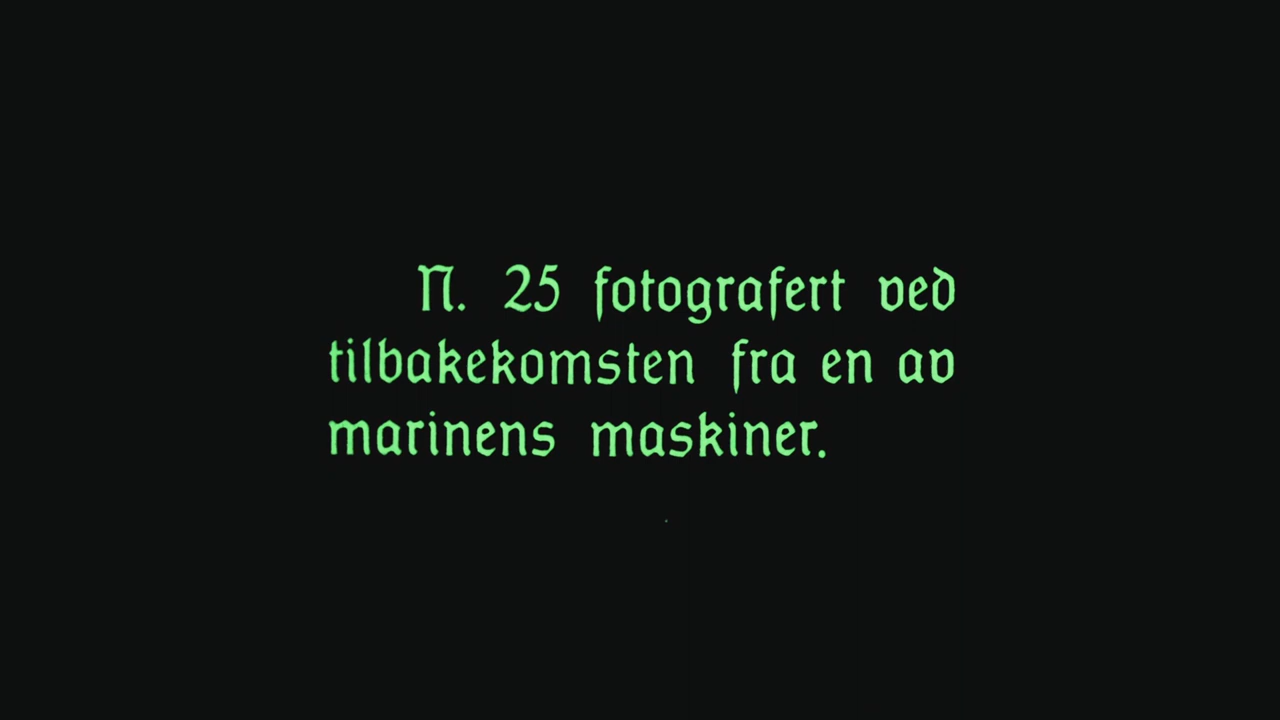 N. 25 fotografert ved
tilbakekomsten fra en av
marinens maskiner.